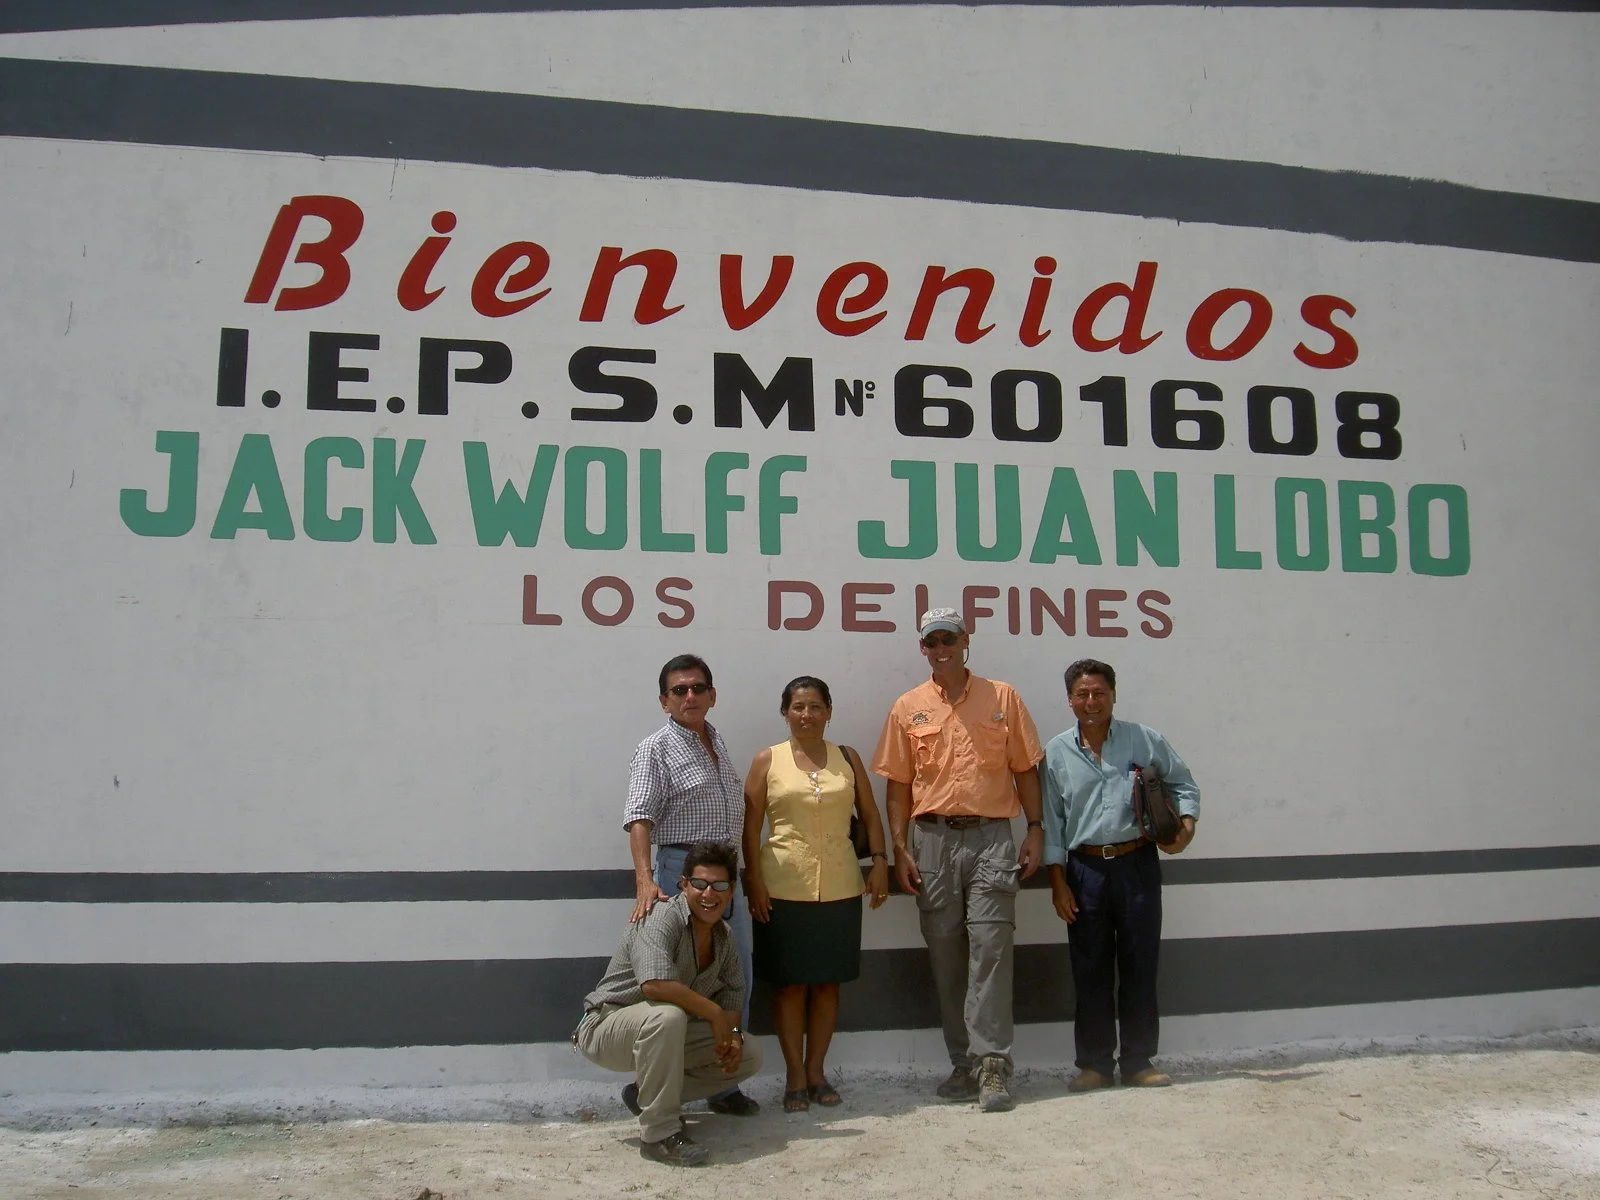 Bienvenidos
I.E.P.S.M Nº 601608
JACK WOLFF JUAN LOBO
LOS DELFINES